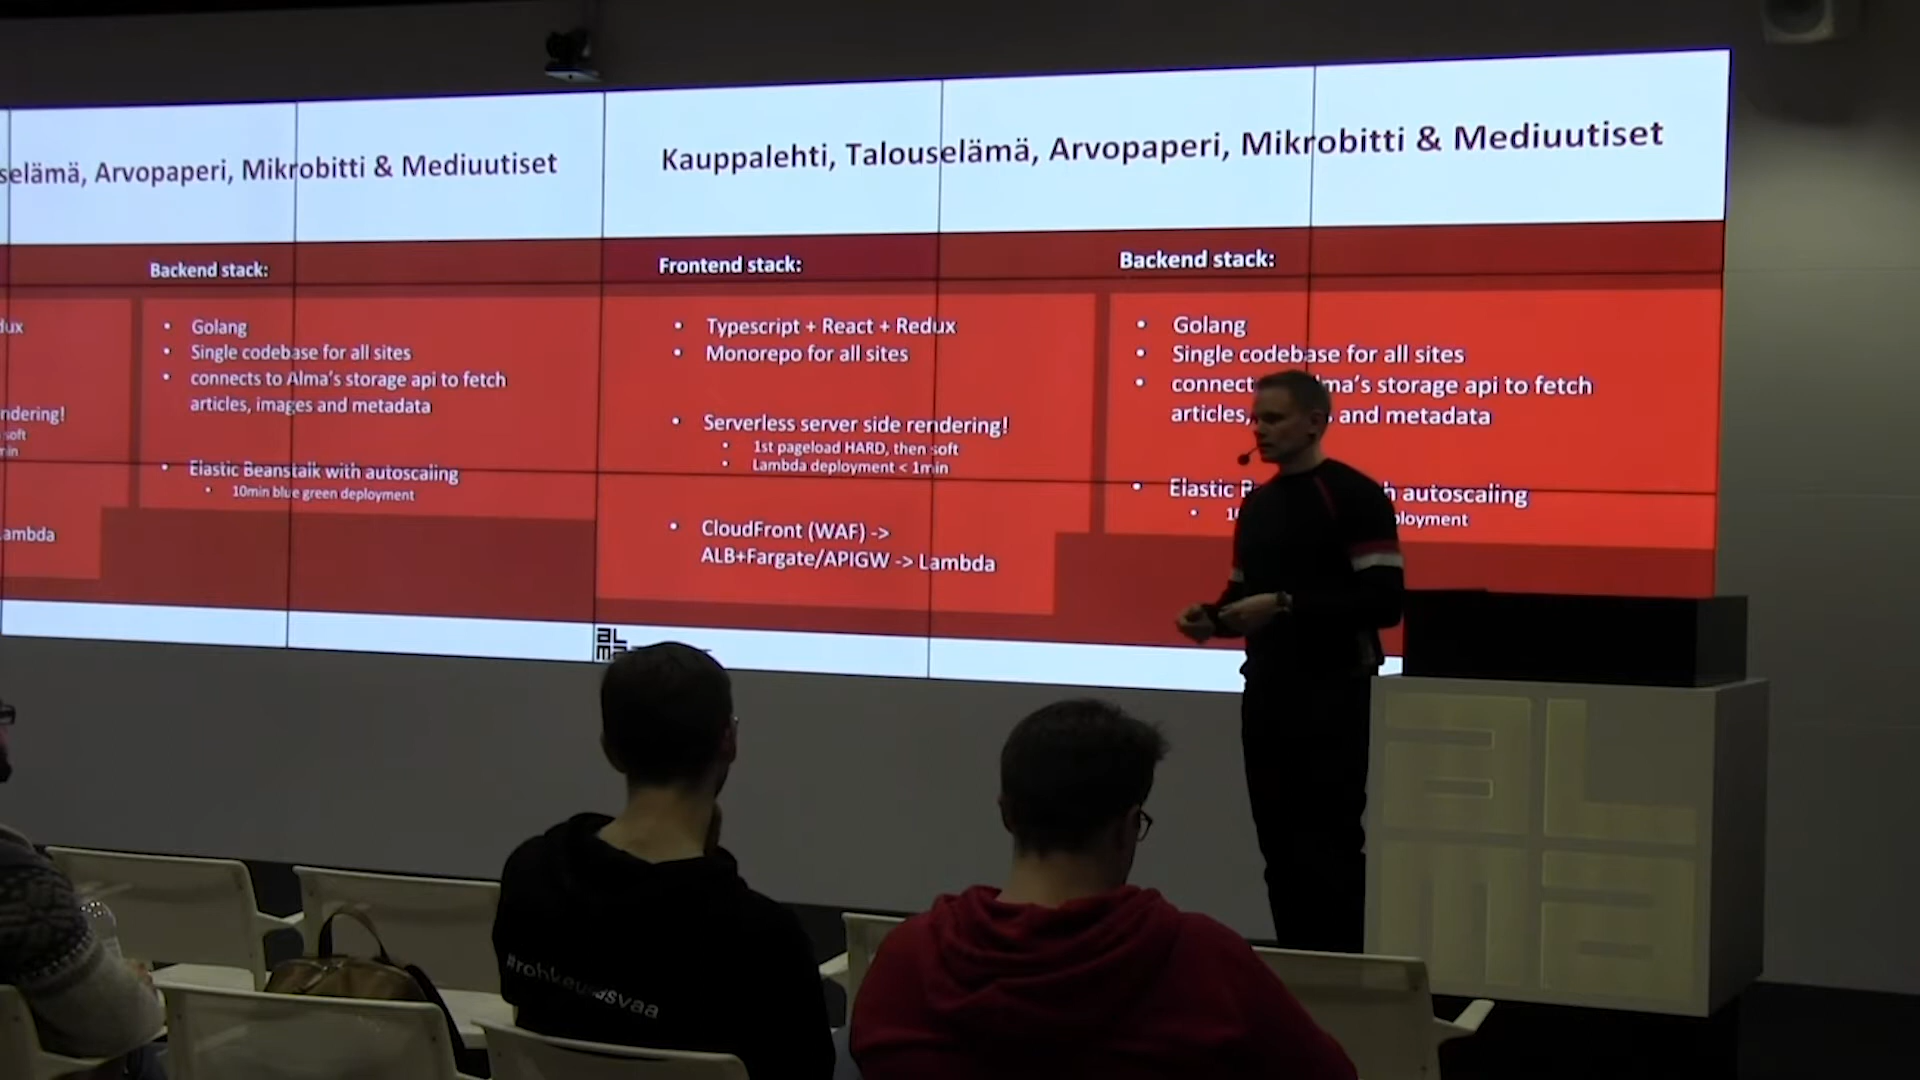 selämä, Arvopaperi, Mikrobitti & Mediuutiset
Backend stack:
Golang
Single codebase for all sites
connects to Alma's storage api to fetch
articles, images and metadata
Elastic Beanstalk with autoscaling
10min blue green deployment
dux
ndering!
soft
min
ambda
Kauppalehti, Talouselämä, Arvopaperi, Mikrobitti & Mediuutiset
Frontend stack:
Typescript + React + Redux
Monorepo for all sites
Serverless server side rendering!
1st pageload HARD, then soft
Lambda deployment < 1min
CloudFront (WAF) ->
ALB+Fargate/APIGW -> Lambda
Backend stack:
Golang
Single codebase for all sites
connect ma's storage api to fetch
articles, and metadata
Elastic autoscaling
ployment
aL
ma